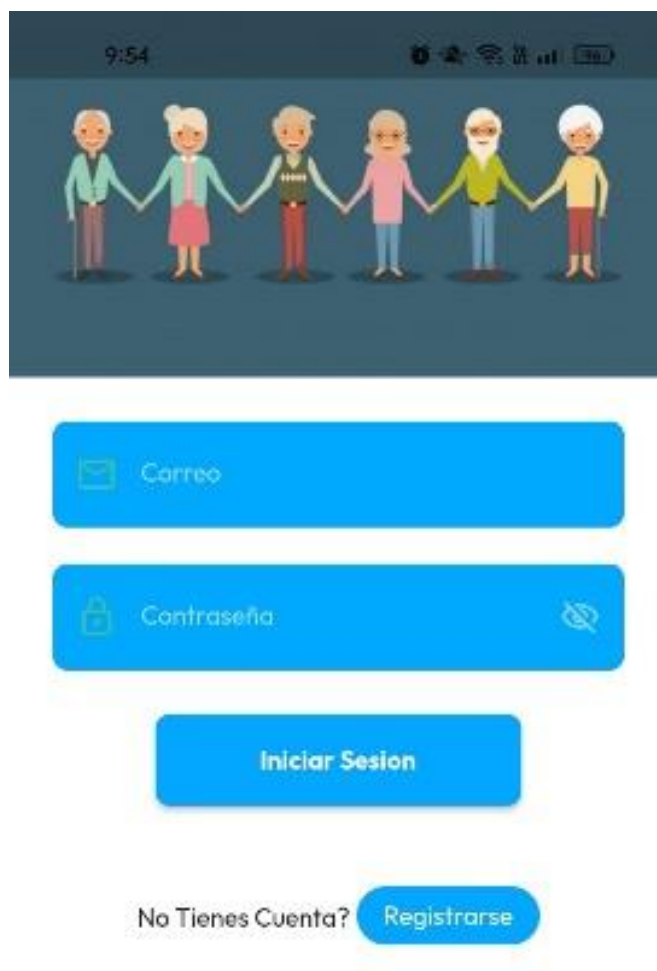 9:54
Correo
Contraseña
Iniciar Sesion
No Tienes Cuenta? Registrarse